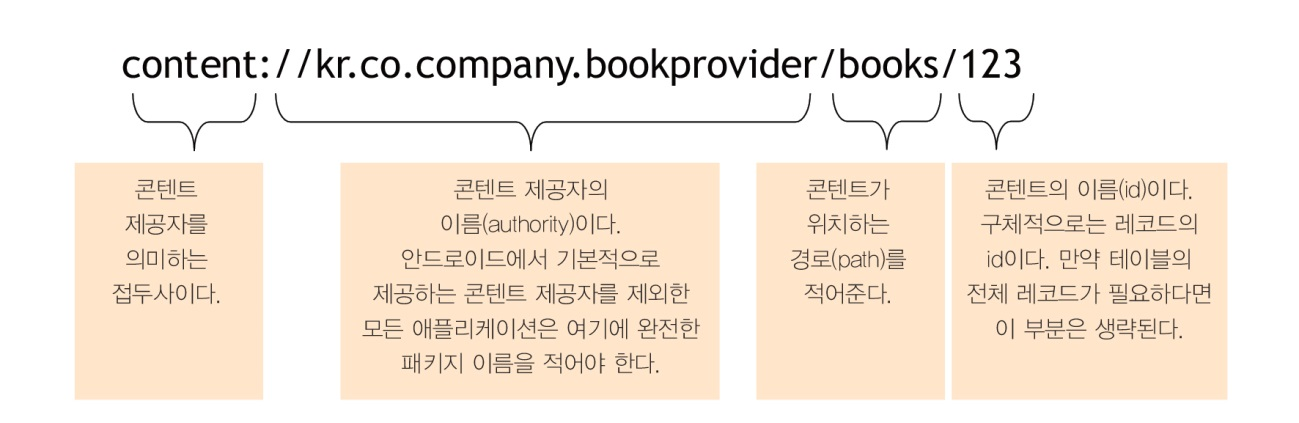 content://kr.co.company.bookprovider/books/123
콘텐트
제공자를
의미하는
접두사이다.
콘텐트 제공자의
이름(authority)이다.
안드로이드에서 기본적으로
제공하는 콘텐트 제공자를 제외한
모든 애플리케이션은 여기에 완전한
패키지 이름을 적어야 한다.
콘텐트가
위치하는
경로(path)를
적어준다.
콘텐트의 이름(id)이다.
구체적으로는 레코드의
id이다. 만약 테이블의
전체 레코드가 필요하다면
이 부분은 생략된다.